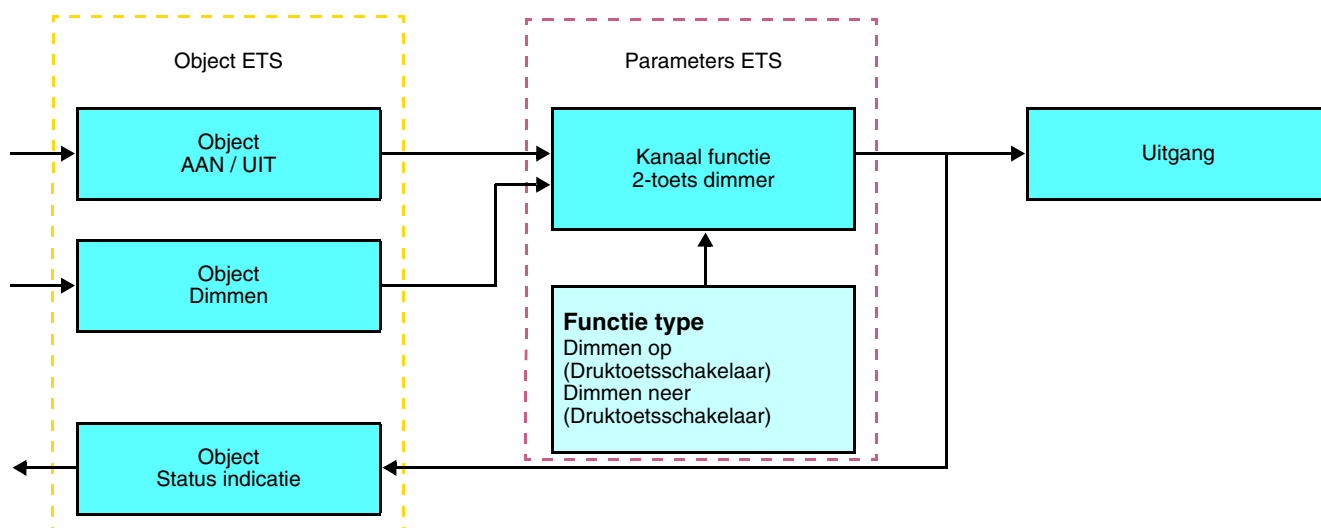 Object ETS
Parameters ETS
Object
AAN / UIT
Kanaal functie
2-toets dimmer
Uitgang
Object
Dimmen
Functie type
Dimmen op
(Druktoetsschakelaar)
Dimmen neer
(Druktoetsschakelaar)
Object
Status indicatie